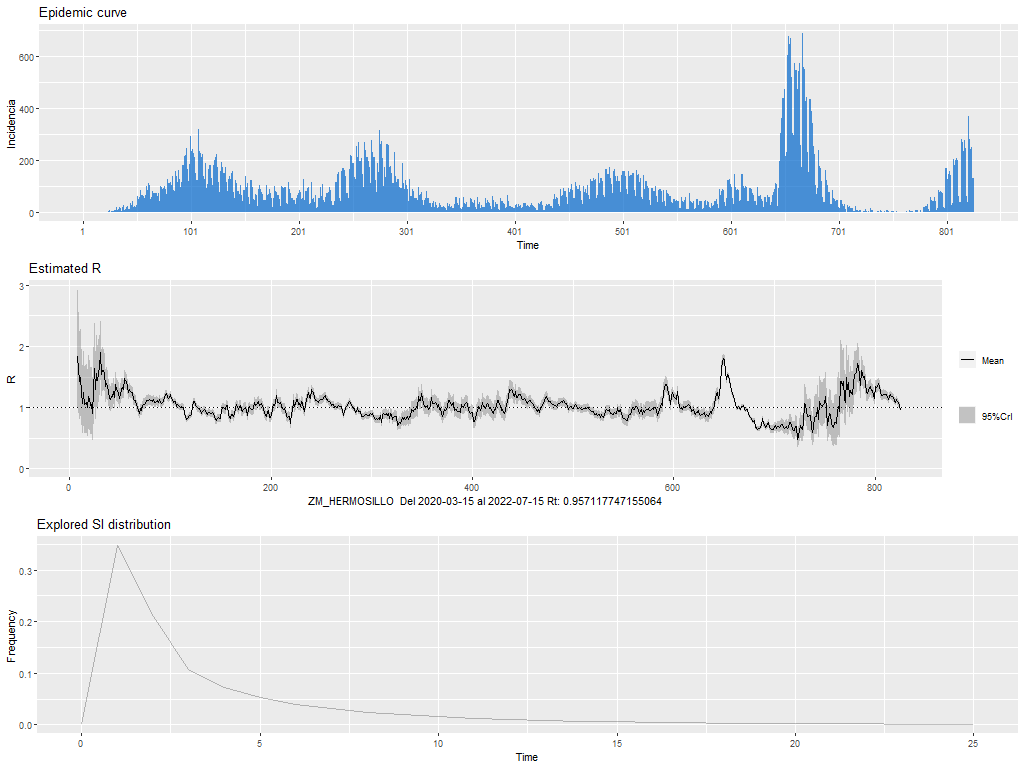 Epidemic curve
600
400
200
0
Incidencia
1
101
201
301
401
501
601
701
801
Time
Estimated R
3
2
1
0
R
0
200
400
600
800
Mean
95%CrI
ZM_HERMOSILLO Del 2020-03-15 al 2022-07-15 Rt: 0.957117747155064
Explored SI distribution
0.3
0.2
0.1
0.0
Frequency
0
5
10
15
20
25
Time